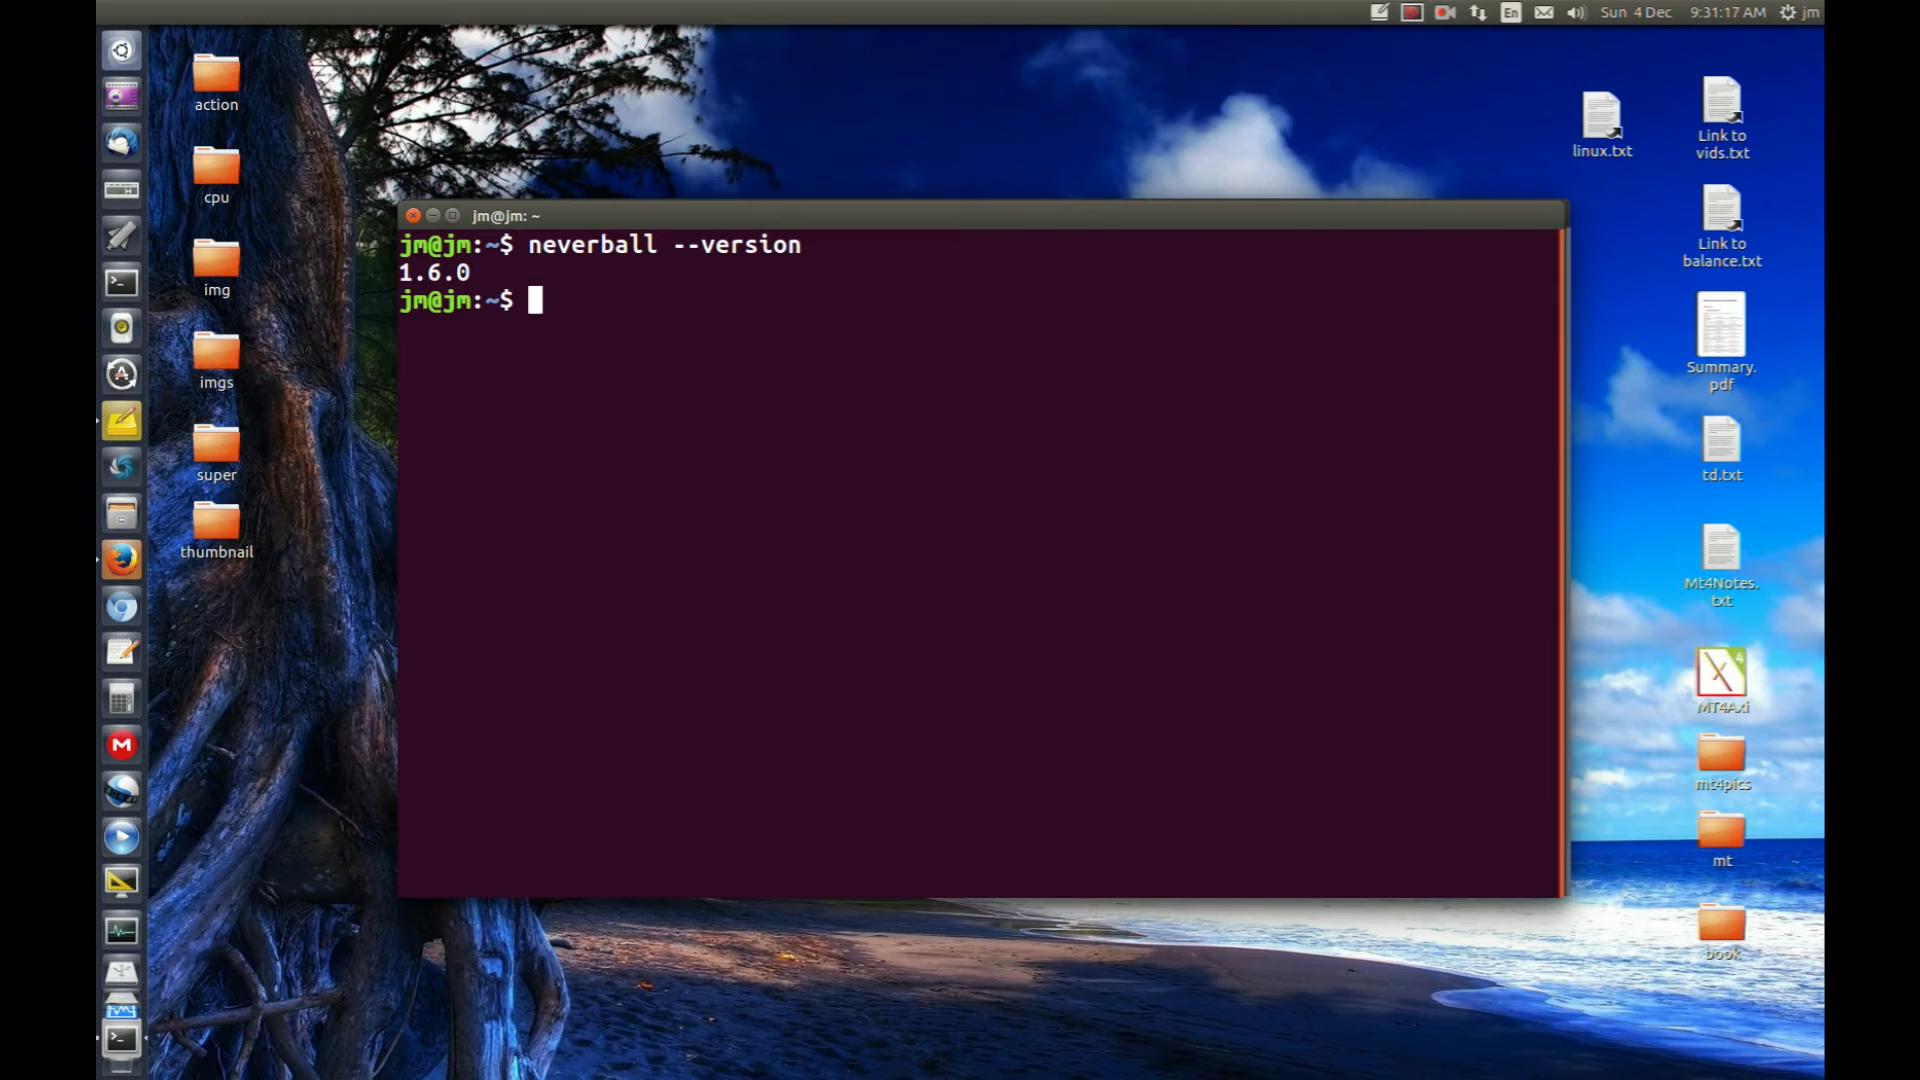 En
Sun 4 Dec
9:31:17 AM
jm
action
cpu
img
imgs
super
thumbnail
jm@jm: ~
jm@jm:~$ neverball --version
1.6.0
jm@jm:~$
linux.txt
Link to
vids.txt
Link to
balance.txt
Summary.
pdf
td.txt
Mt4Notes.
txt
4
MT4Axi
mt4pics
mt
book